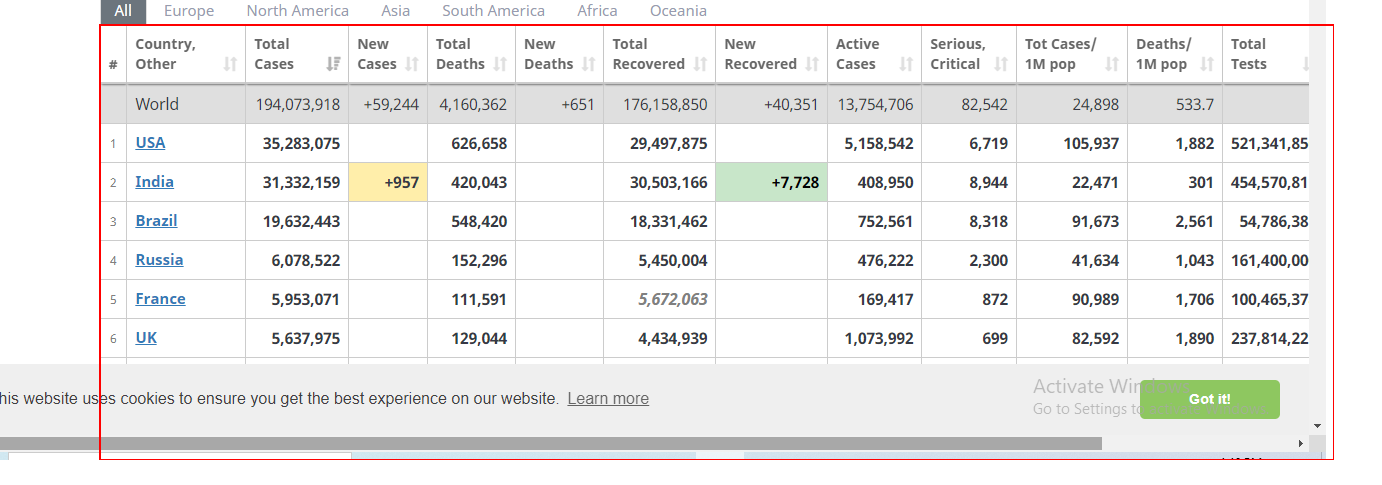 All Europe North America Asia South America Africa Oceania
# Country, Other Total Cases New Cases Total Deaths New Deaths Total Recovered New Recovered Active Cases Serious, Critical Tot Cases/ 1M pop Deaths/ 1M pop Total Tests
World 194,073,918 +59,244 4,160,362 +651 176,158,850 +40,351 13,754,706 82,542 24,898 533.7
1 USA 35,283,075 626,658 29,497,875 5,158,542 6,719 105,937 1,882 521,341,85
2 India 31,332,159 +957 420,043 30,503,166 +7,728 408,950 8,944 22,471 301 454,570,81
3 Brazil 19,632,443 548,420 18,331,462 752,561 8,318 91,673 2,561 54,786,38
4 Russia 6,078,522 152,296 5,450,004 476,222 2,300 41,634 1,043 161,400,00
5 France 5,953,071 111,591 5,672,063 169,417 872 90,989 1,706 100,465,37
6 UK 5,637,975 129,044 4,434,939 1,073,992 699 82,592 1,890 237,814,22
his website uses cookies to ensure you get the best experience on our website. Learn more
Activate Win
Go to Settings to
Got it!